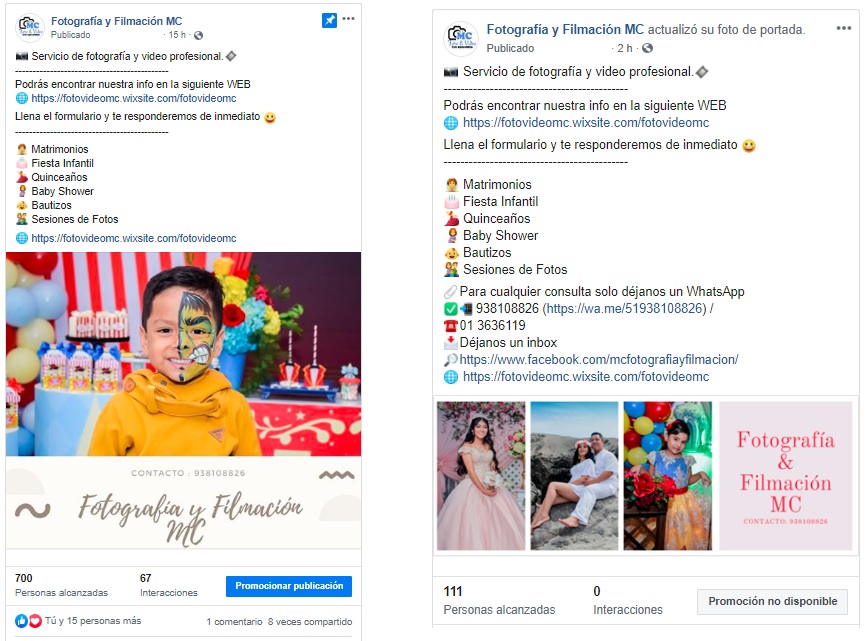 Fotografía y Filmación MC
Publicado · 15 h ·
Servicio de fotografía y video profesional.
--------------------------------------------
Podrás encontrar nuestra info en la siguiente WEB
https://fotovideomc.wixsite.com/fotovideomc
Llena el formulario y te responderemos de inmediato
--------------------------------------------
Matrimonios
Fiesta Infantil
Quinceaños
Baby Shower
Bautizos
Sesiones de Fotos
https://fotovideomc.wixsite.com/fotovideomc
CONTACTO : 938108826
Fotografía y Filmación
MC
700
Personas alcanzadas
67
Interacciones
Promocionar publicación
Tú y 15 personas más
1 comentario 8 veces compartido
Fotografía y Filmación MC actualizó su foto de portada.
Publicado · 2 h ·
Servicio de fotografía y video profesional.
--------------------------------------------
Podrás encontrar nuestra info en la siguiente WEB
https://fotovideomc.wixsite.com/fotovideomc
Llena el formulario y te responderemos de inmediato
--------------------------------------------
Matrimonios
Fiesta Infantil
Quinceaños
Baby Shower
Bautizos
Sesiones de Fotos
Para cualquier consulta solo déjanos un WhatsApp
938108826 (https://wa.me/51938108826) /
01 3636119
Déjanos un inbox
https://www.facebook.com/mcfotografiayfilmacion/
https://fotovideomc.wixsite.com/fotovideomc
Fotografía
&
Filmación
MC
CONTACTO: 938108826
111
Personas alcanzadas
0
Interacciones
Promoción no disponible